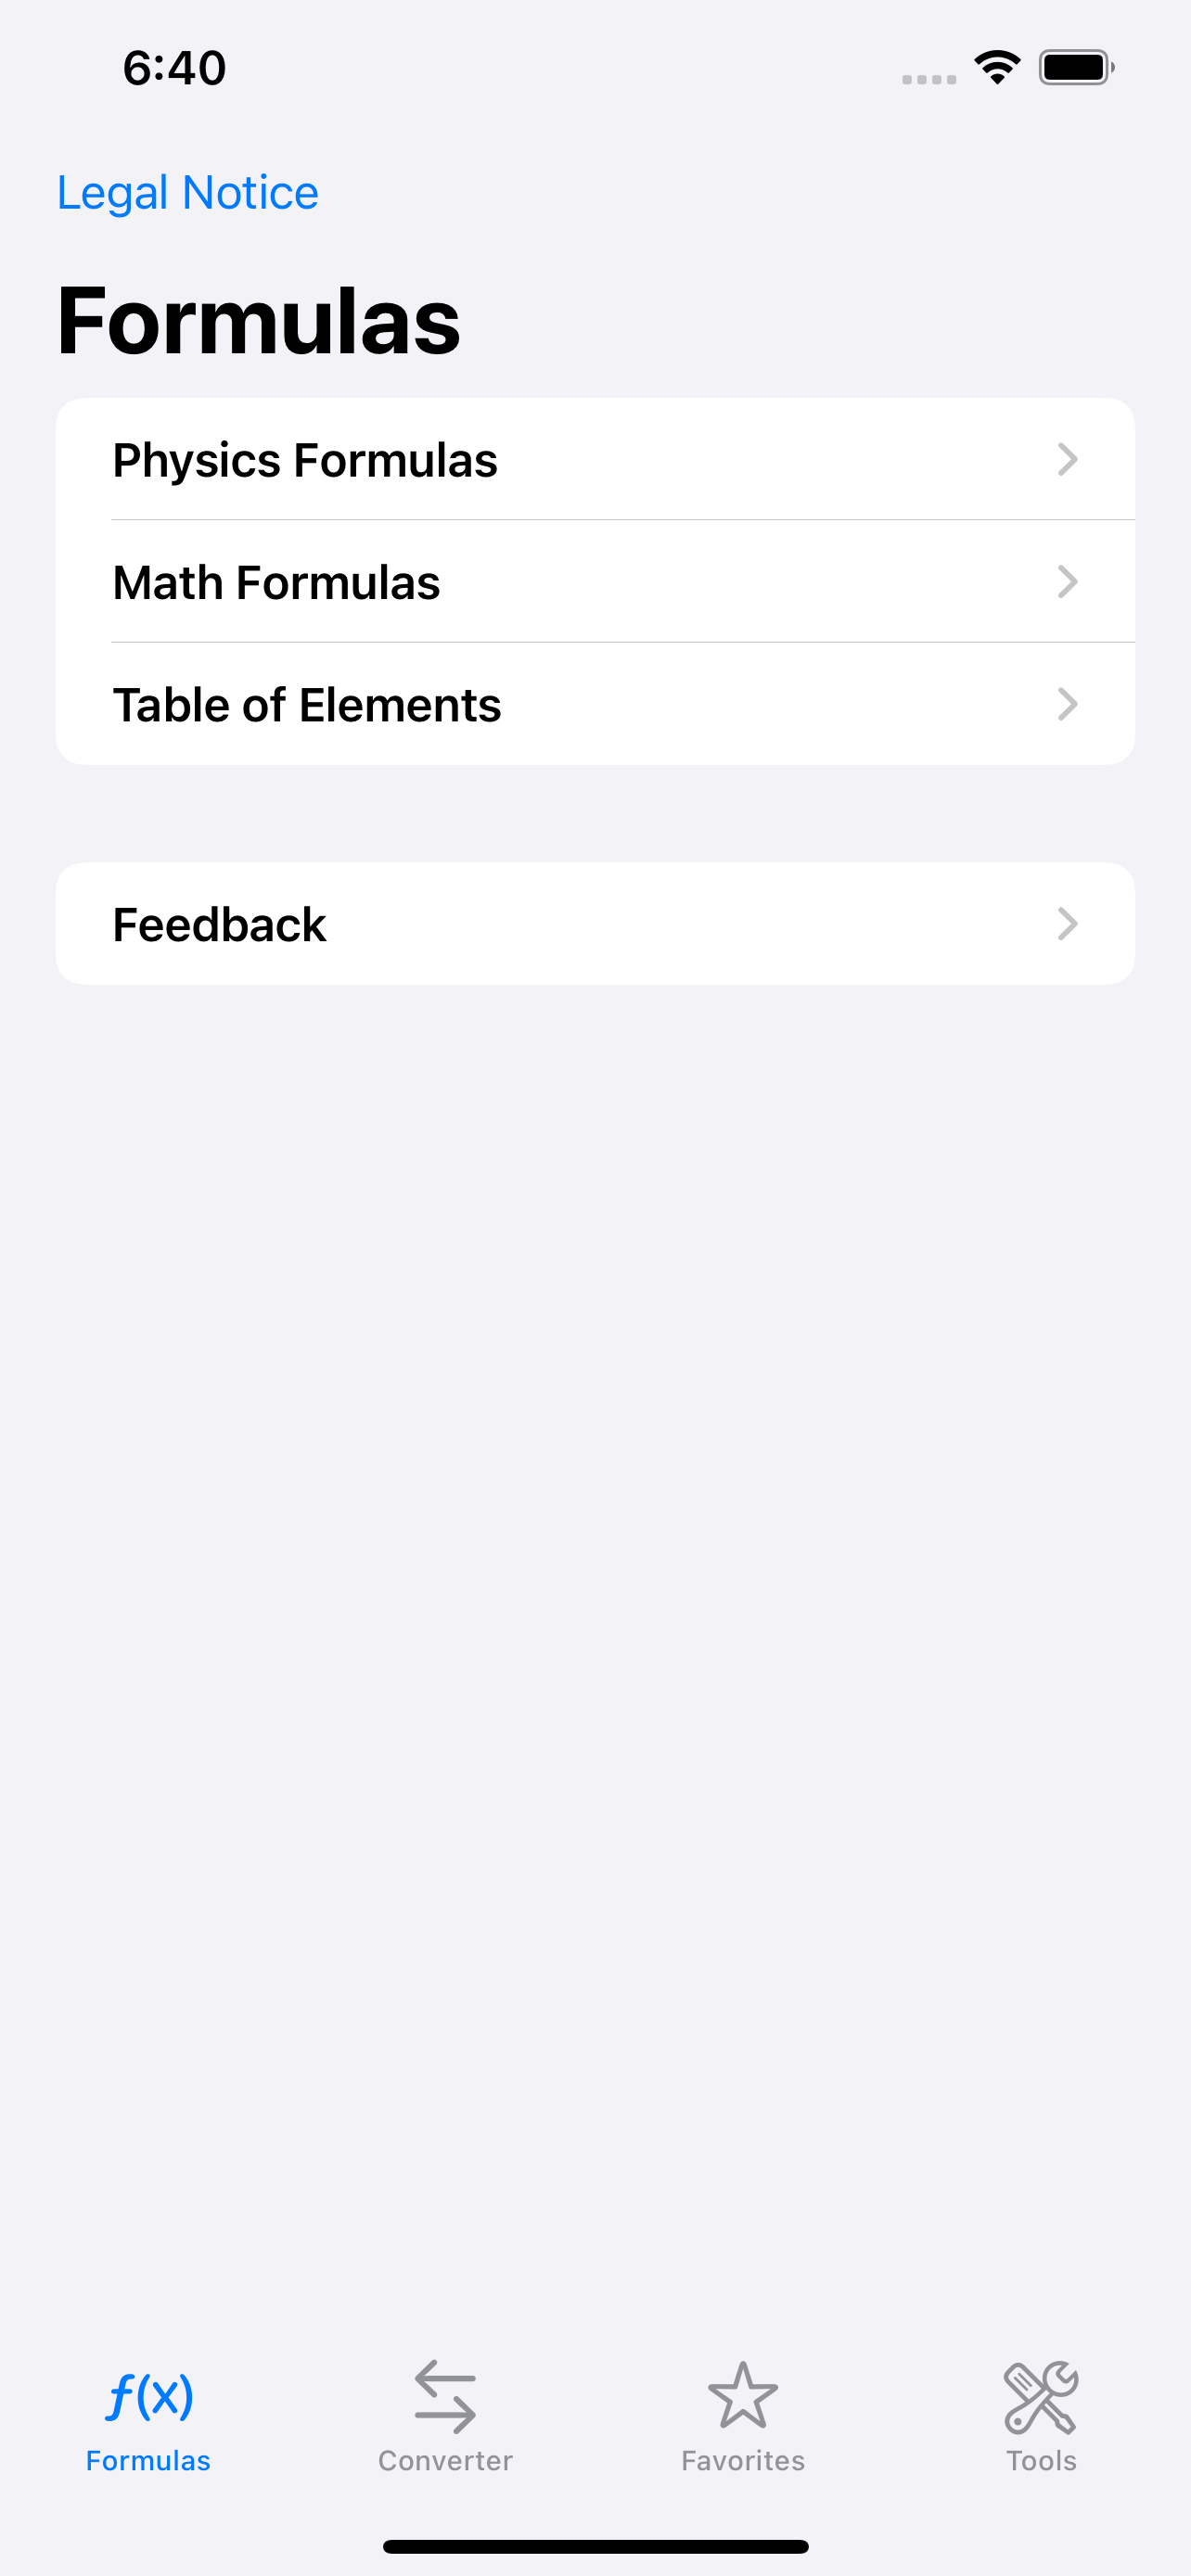 6:40
Legal Notice
Formulas
Physics Formulas
Math Formulas
Table of Elements
Feedback
f(x)
Formulas
Converter
Favorites
Tools